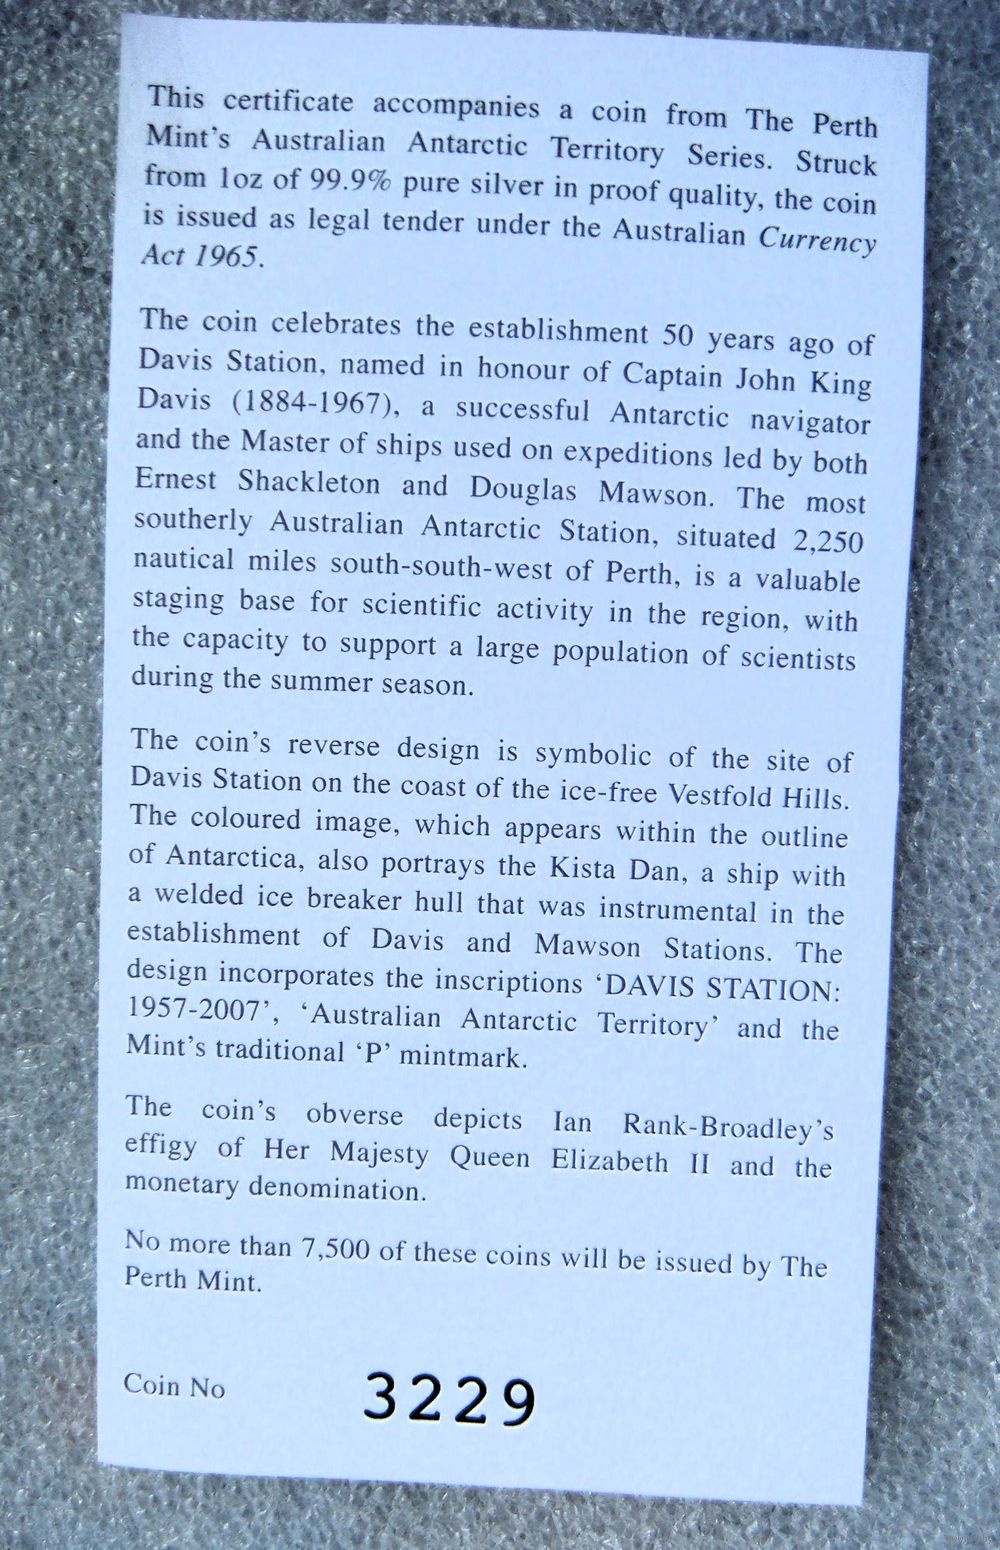 This certificate accompanies a coin from The Perth
Mint's Australian Antarctic Territory Series. Struck
from 1oz of 99.9% pure silver in proof quality, the coin
is issued as legal tender under the Australian Currency
Act 1965.
The coin celebrates the establishment 50 years ago of
Davis Station, named in honour of Captain John King
Davis (1884-1967), a successful Antarctic navigator
and the Master of ships used on expeditions led by both
Ernest Shackleton and Douglas Mawson. The most
southerly Australian Antarctic Station, situated 2,250
nautical miles south-south-west of Perth, is a valuable
staging base for scientific activity in the region, with
the capacity to support a large population of scientists
during the summer season.
The coin's reverse design is symbolic of the site of
Davis Station on the coast of the ice-free Vestfold Hills.
The coloured image, which appears within the outline
of Antarctica, also portrays the Kista Dan, a ship with
a welded ice breaker hull that was instrumental in the
establishment of Davis and Mawson Stations. The
design incorporates the inscriptions ‘DAVIS STATION:
1957-2007’, ‘Australian Antarctic Territory’ and the
Mint's traditional ‘P’ mintmark.
The coin's obverse depicts Ian Rank-Broadley's
effigy of Her Majesty Queen Elizabeth II and the
monetary denomination.
No more than 7,500 of these coins will be issued by The
Perth Mint.
Coin No 3229